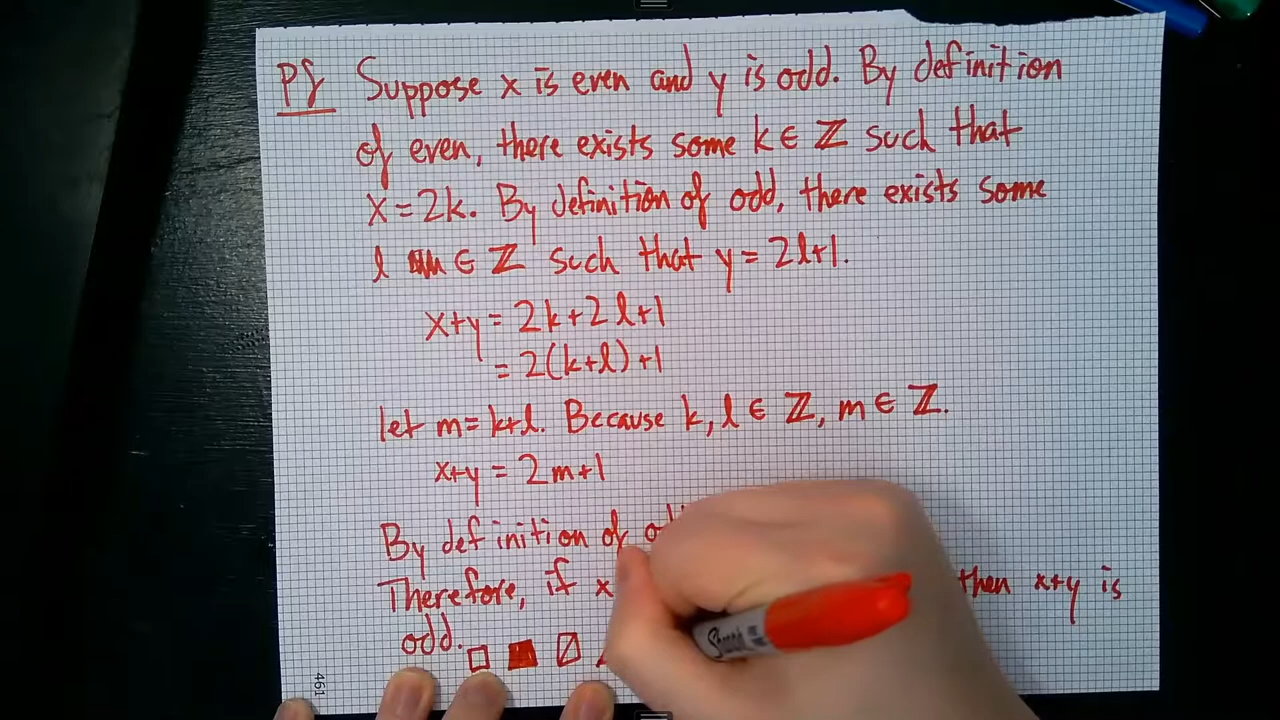 Pf Suppose x is even and y is odd. By definition
of even, there exists some k ∈ ℤ such that
x = 2k. By definition of odd, there exists some
l ∈ ℤ such that y = 2l+1.
x+y = 2k+2l+1
= 2(k+l)+1
let m = k+l. Because k, l ∈ ℤ, m ∈ ℤ.
x+y = 2m+1
By definition of
Therefore, if x then x+y is
odd.
Sharpie
461